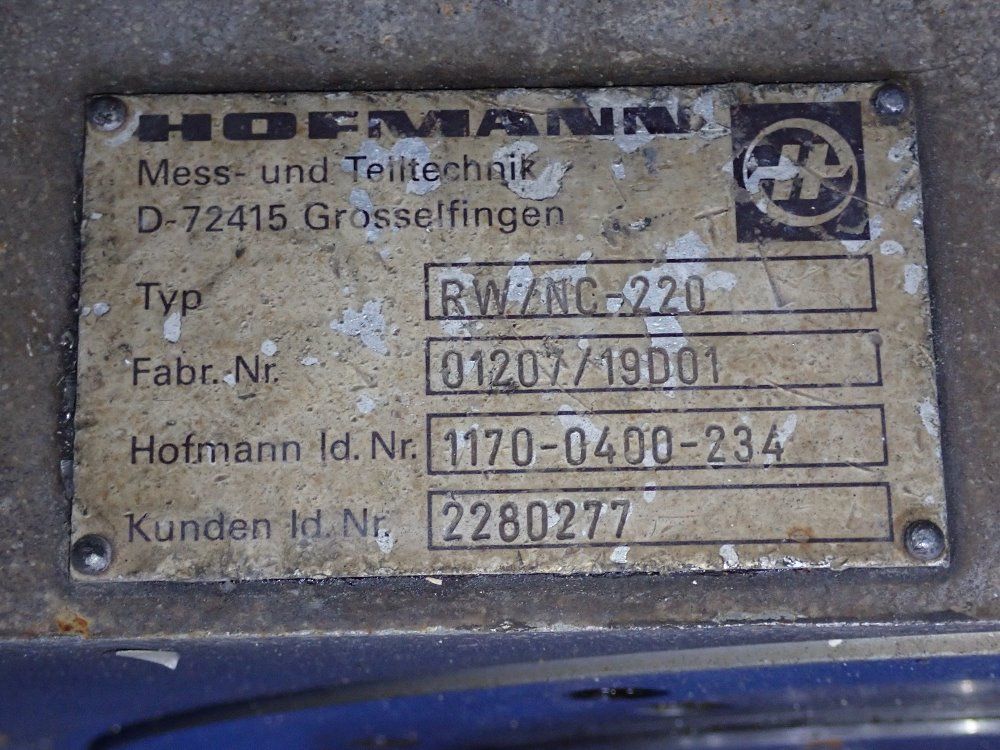 HOFMANN
Mess- und Teiltechnik
D-72415 Grosselfingen
Typ RW/NC-220
Fabr. Nr. 01207/19D01
Hofmann Id. Nr. 1170-0400-234
Kunden Id. Nr. 2280277